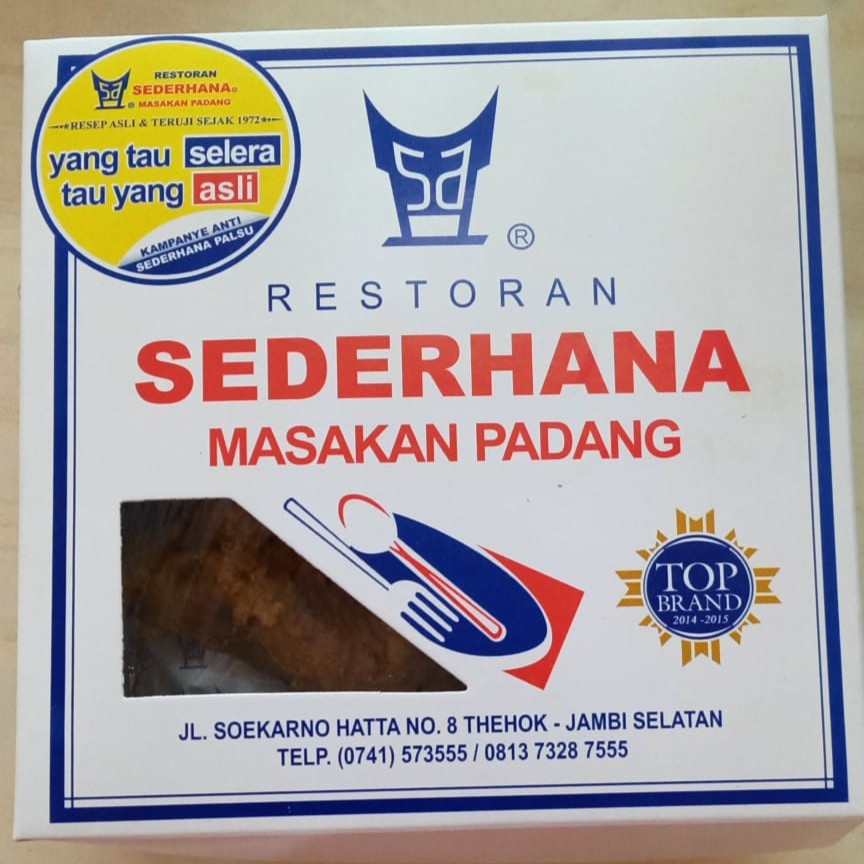 RESTORAN
SEDERHANA®
® MASAKAN PADANG
RESEP ASLI & TERUJI SEJAK 1972
yang tau selera
tau yang asli
KAMPANYE ANTI
SEDERHANA PALSU
SD
®
RESTORAN
SEDERHANA
MASAKAN PADANG
TOP
BRAND
2014 -2015
JL. SOEKARNO HATTA NO. 8 THEHOK - JAMBI SELATAN
TELP. (0741) 573555 / 0813 7328 7555